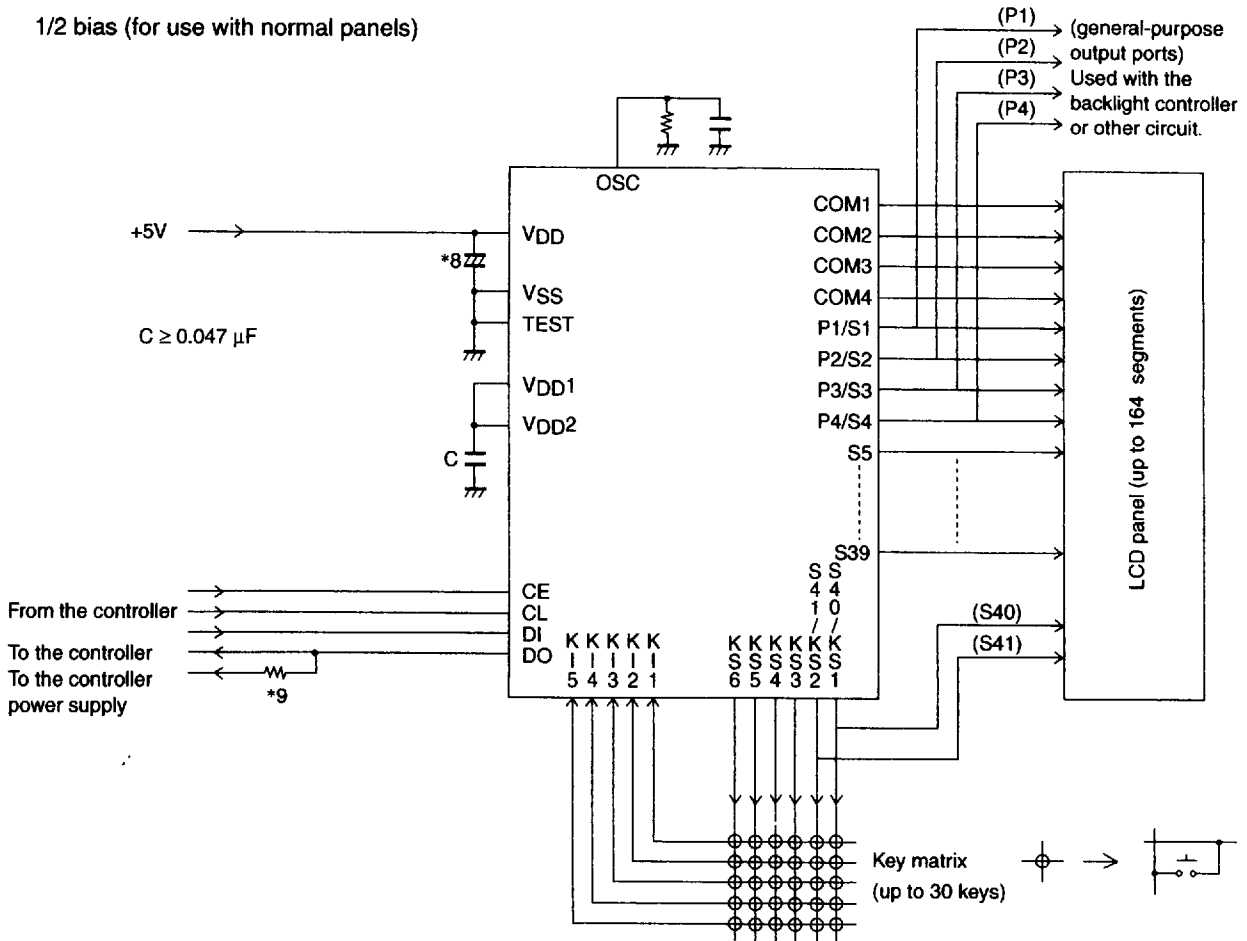 1/2 bias (for use with normal panels)
(P1)
(P2)
(P3)
(P4)
(general-purpose
output ports)
Used with the
backlight controller
or other circuit.
OSC
+5V
VDD
*8
VSS
TEST
C ≥ 0.047 µF
VDD1
VDD2
C
COM1
COM2
COM3
COM4
P1/S1
P2/S2
P3/S3
P4/S4
S5
S39
LCD panel (up to 164 segments)
CE
From the controller
CL
DI
To the controller
DO
To the controller
power supply
*9
KI5
KI4
KI3
KI2
KI1
KS6
KS5
KS4
KS3
S41/KS2
S40/KS1
(S40)
(S41)
Key matrix
(up to 30 keys)